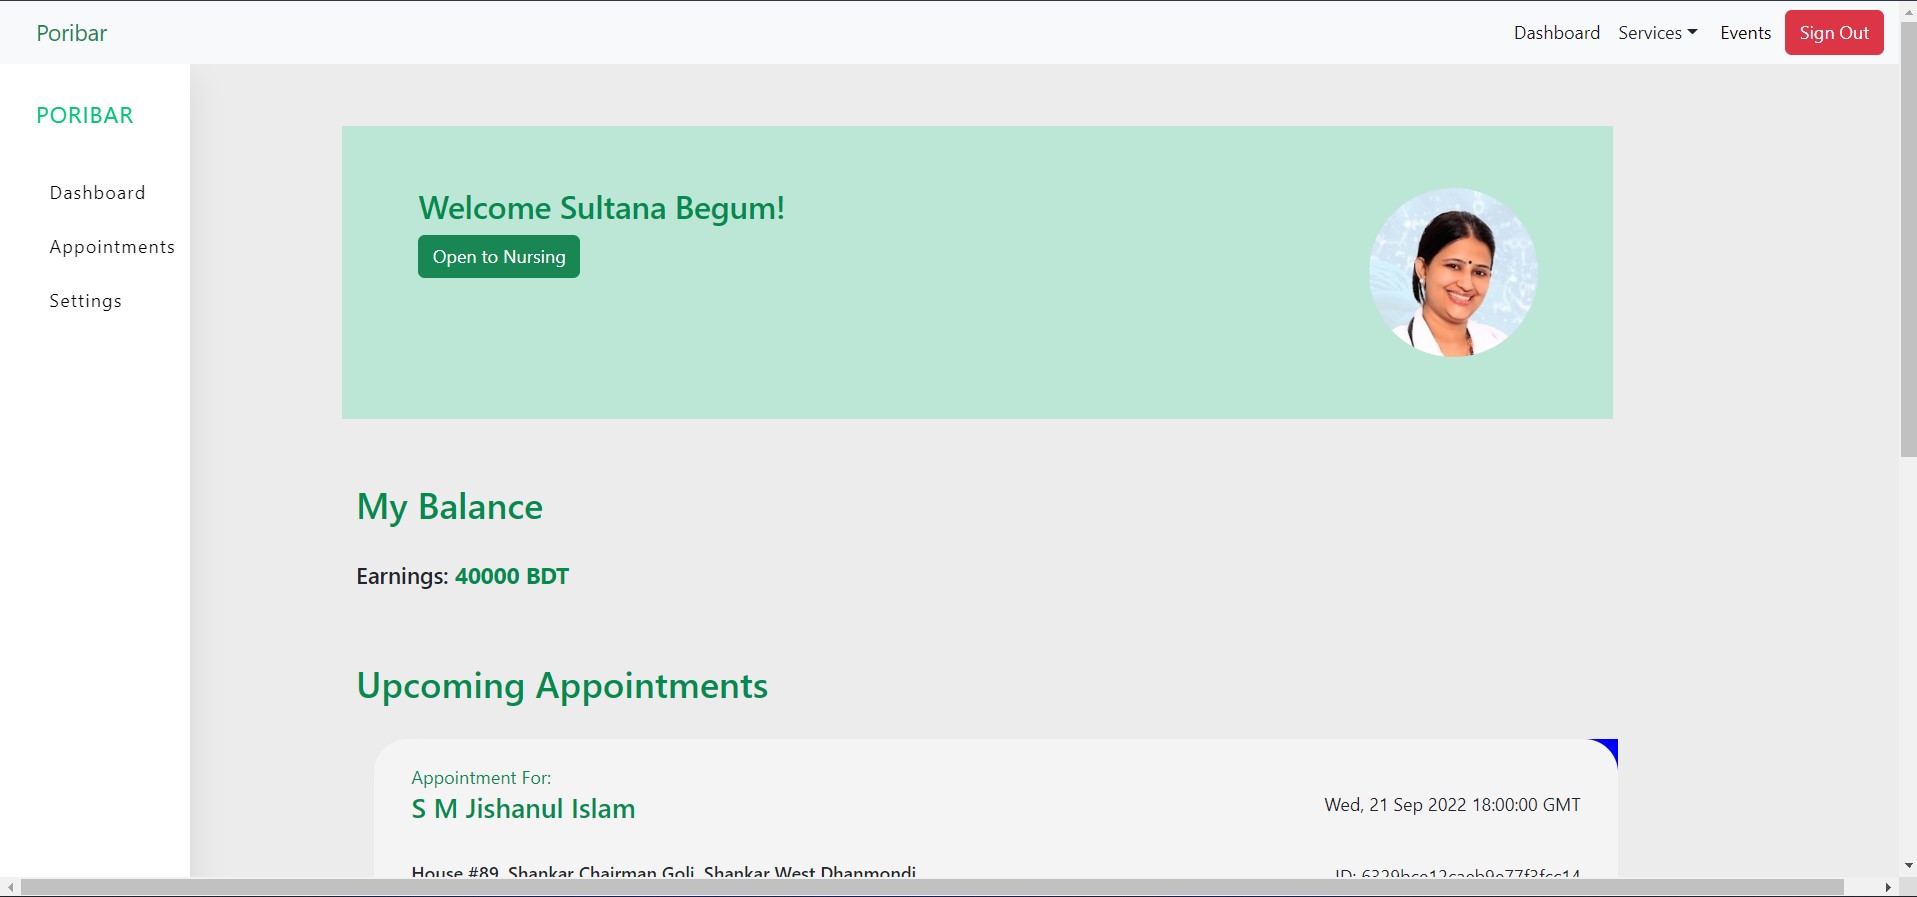 Poribar
Dashboard Services Events Sign Out
PORIBAR
Dashboard
Appointments
Settings
Welcome Sultana Begum!
Open to Nursing
My Balance
Earnings: 40000 BDT
Upcoming Appointments
Appointment For:
S M Jishanul Islam
Wed, 21 Sep 2022 18:00:00 GMT
House #89, Shankar Chairman Goli, Shankar West Dhanmondi
ID: